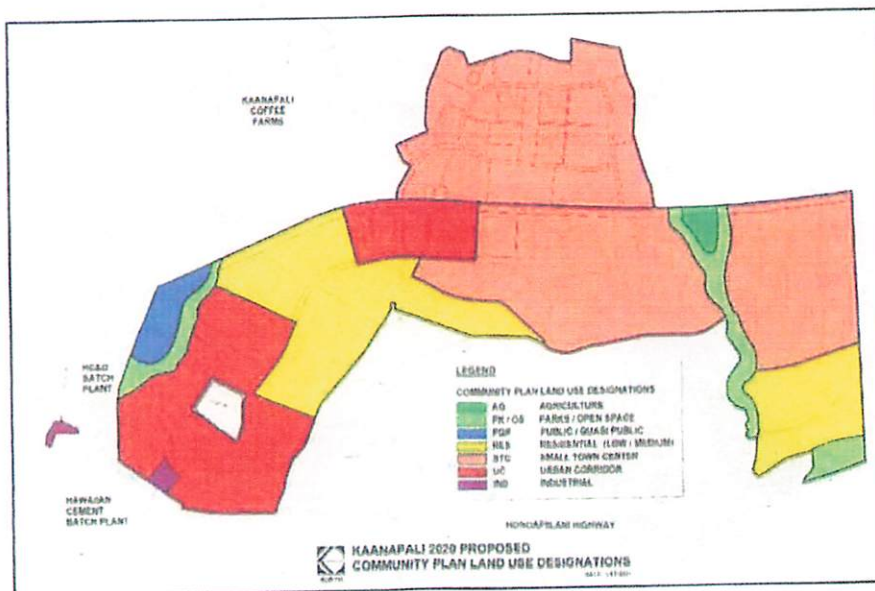 KAANAPALI
COFFEE
FARMS
HC&D
BATCH
PLANT
HAWAIIAN
CEMENT
BATCH PLANT
LEGEND
COMMUNITY PLAN LAND USE DESIGNATIONS
AG AGRICULTURE
PK / OS PARKS / OPEN SPACE
PQP PUBLIC / QUASI PUBLIC
RES RESIDENTIAL (LOW / MEDIUM)
STC SMALL TOWN CENTER
UC URBAN CORRIDOR
IND INDUSTRIAL
HONOAPIILANI HIGHWAY
KAANAPALI 2020 PROPOSED
COMMUNITY PLAN LAND USE DESIGNATIONS
NORTH